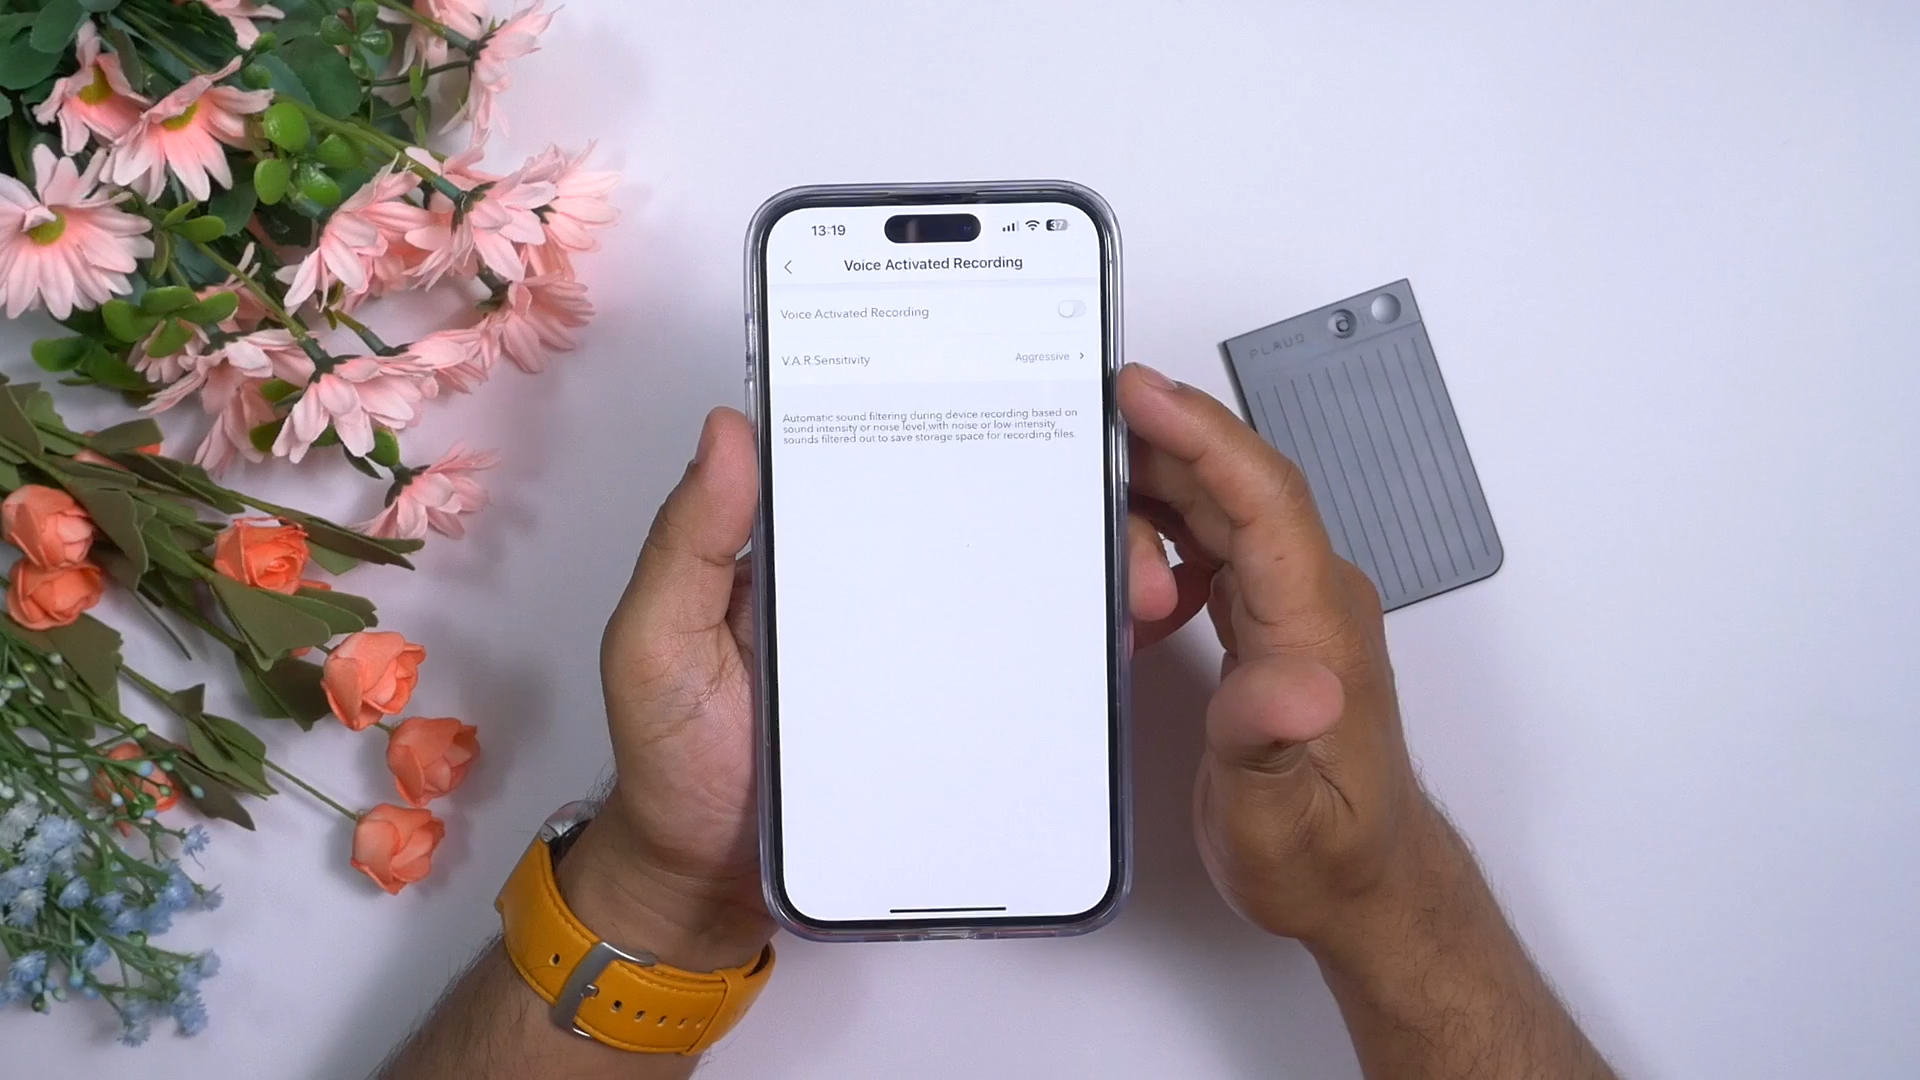 13:19
37
Voice Activated Recording
Voice Activated Recording
V.A.R.Sensitivity Aggressive
Automatic sound filtering during device recording based on
sound intensity or noise level,with noise or low-intensity
sounds filtered out to save storage space for recording files.
PLAUD